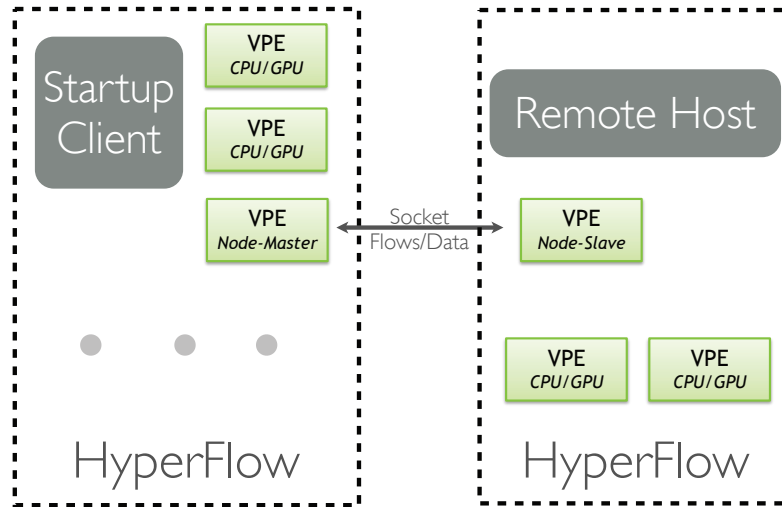 Startup
Client
VPE
CPU/GPU
VPE
CPU/GPU
VPE
Node-Master
HyperFlow
Socket
Flows/Data
Remote Host
VPE
Node-Slave
VPE
CPU/GPU
VPE
CPU/GPU
HyperFlow